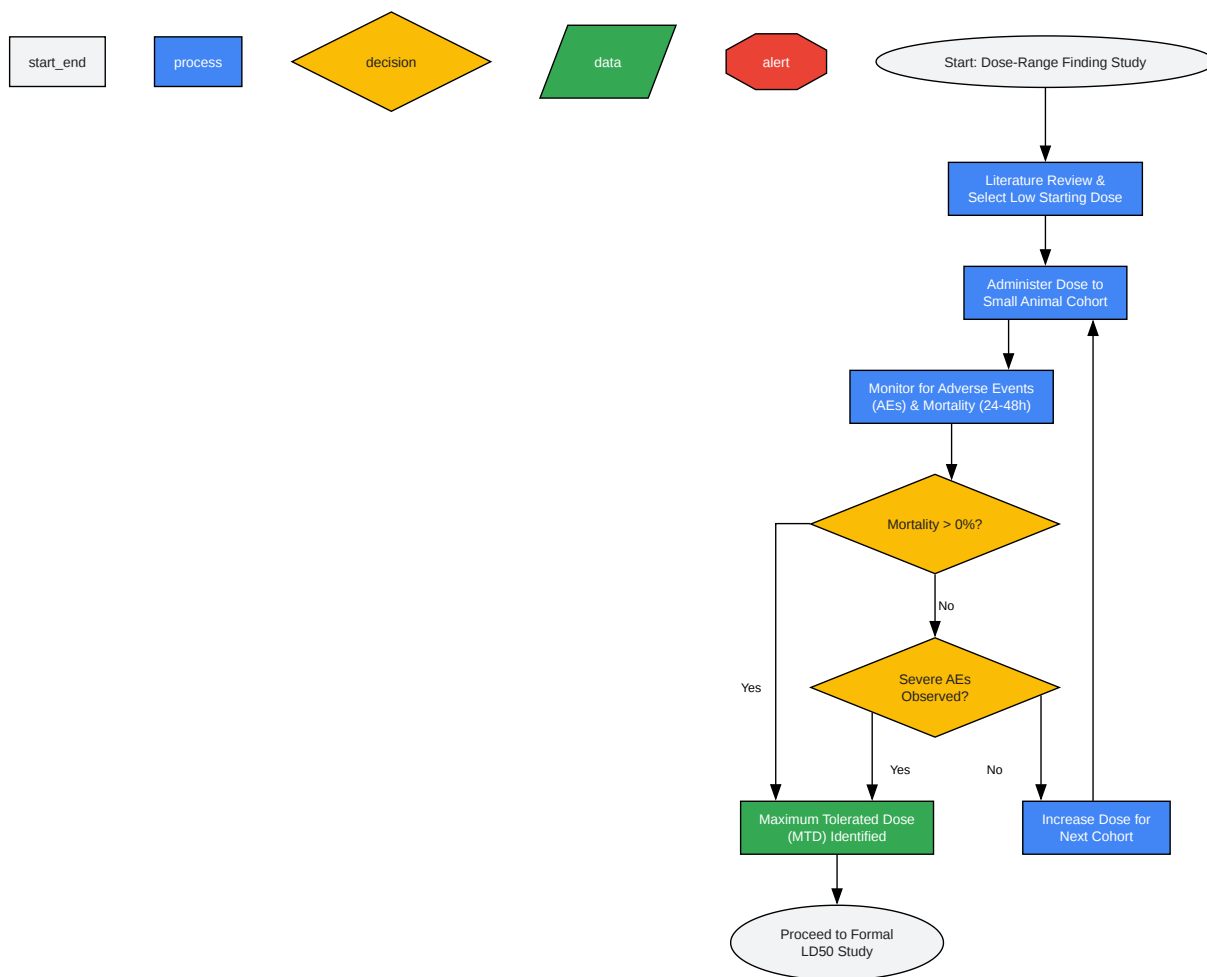 start_end
process
decision
data
alert
Start: Dose-Range Finding Study
Literature Review &
Select Low Starting Dose
Administer Dose to
Small Animal Cohort
Monitor for Adverse Events
(AEs) & Mortality (24-48h)
Mortality > 0%?
No
Severe AEs
Observed?
Yes
Yes
No
Maximum Tolerated Dose
(MTD) Identified
Increase Dose for
Next Cohort
Proceed to Formal
LD50 Study